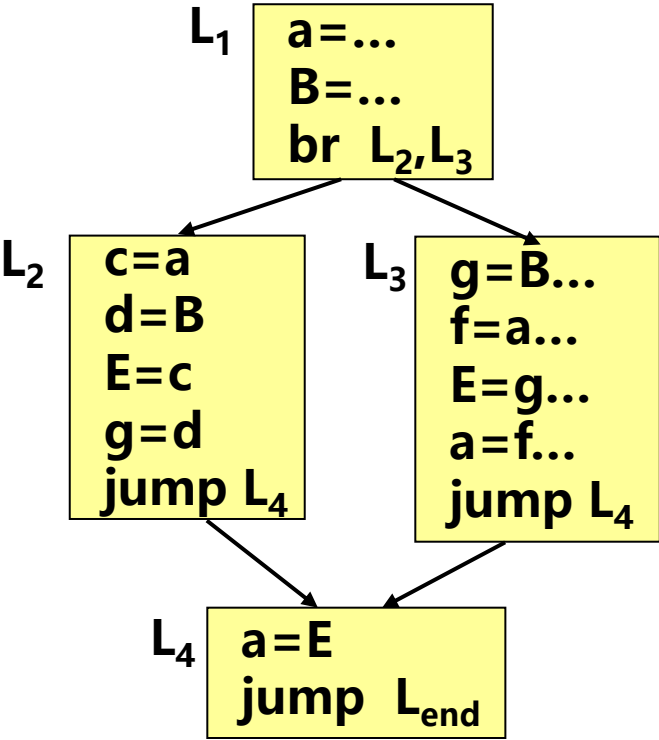 L₁
a=...
B=...
br L₂,L₃
L₂
c=a
d=B
E=c
g=d
jump L₄
L₃
g=B...
f=a...
E=g...
a=f...
jump L₄
L₄
a=E
jump Lend